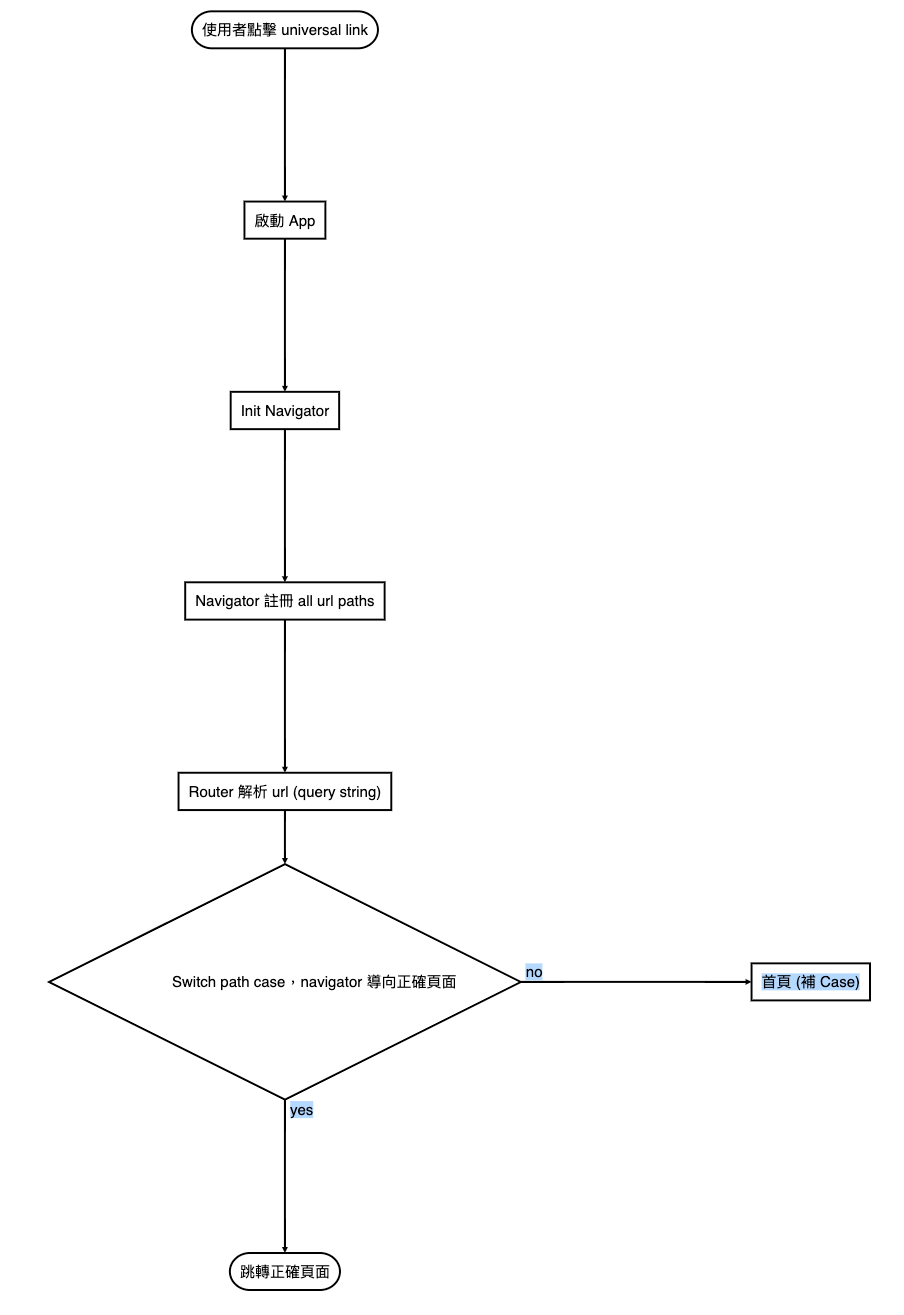 使用者點擊 universal link
啟動 App
Init Navigator
Navigator 註冊 all url paths
Router 解析 url (query string)
Switch path case，navigator 導向正確頁面
no
首頁 (補 Case)
yes
跳轉正確頁面